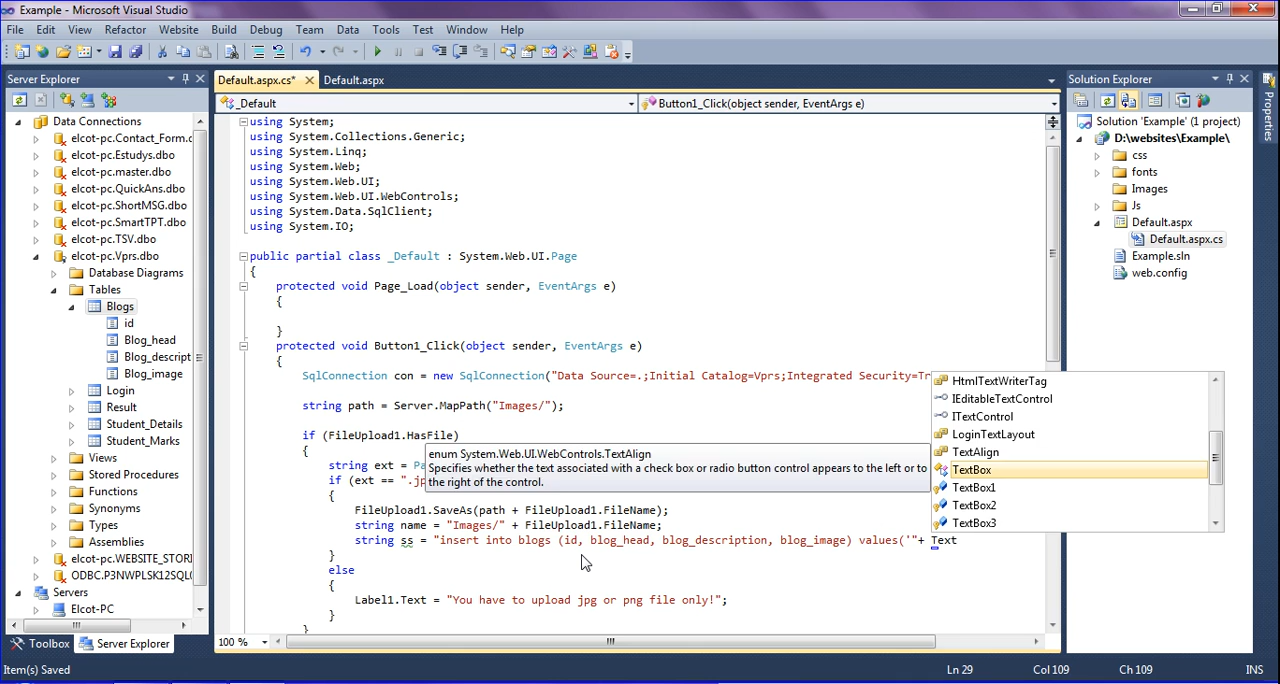 Example - Microsoft Visual Studio
File Edit View Refactor Website Build Debug Team Data Tools Test Window Help
Server Explorer
Data Connections
elcot-pc.Contact_Form.c
elcot-pc.Estudys.dbo
elcot-pc.master.dbo
elcot-pc.QuickAns.dbo
elcot-pc.ShortMSG.dbo
elcot-pc.SmartTPT.dbo
elcot-pc.TSV.dbo
elcot-pc.Vprs.dbo
Database Diagrams
Tables
Blogs
id
Blog_head
Blog_descript
Blog_image
Login
Result
Student_Details
Student_Marks
Views
Stored Procedures
Functions
Synonyms
Types
Assemblies
elcot-pc.WEBSITE_STORI
ODBC.P3NWPLSK12SQL
Servers
Elcot-PC
Toolbox Server Explorer
Default.aspx.cs* Default.aspx
_Default Button1_Click(object sender, EventArgs e)
using System;
using System.Collections.Generic;
using System.Linq;
using System.Web;
using System.Web.UI;
using System.Web.UI.WebControls;
using System.Data.SqlClient;
using System.IO;
public partial class _Default : System.Web.UI.Page
{
protected void Page_Load(object sender, EventArgs e)
{
}
protected void Button1_Click(object sender, EventArgs e)
{
SqlConnection con = new SqlConnection("Data Source=.;Initial Catalog=Vprs;Integrated Security=Tr
string path = Server.MapPath("Images/");
if (FileUpload1.HasFile)
{
string ext = Pa
if (ext == ".jp
{
FileUpload1.SaveAs(path + FileUpload1.FileName);
string name = "Images/" + FileUpload1.FileName;
string ss = "insert into blogs (id, blog_head, blog_description, blog_image) values('"+ Text
}
else
{
Label1.Text = "You have to upload jpg or png file only!";
}
}
enum System.Web.UI.WebControls.TextAlign
Specifies whether the text associated with a check box or radio button control appears to the left or to
the right of the control.
HtmlTextWriterTag
IEditableTextControl
ITextControl
LoginTextLayout
TextAlign
TextBox
TextBox1
TextBox2
TextBox3
100 %
Solution Explorer
Solution 'Example' (1 project)
D:\websites\Example\
css
fonts
Images
Js
Default.aspx
Default.aspx.cs
Example.sln
web.config
Properties
Item(s) Saved Ln 29 Col 109 Ch 109 INS